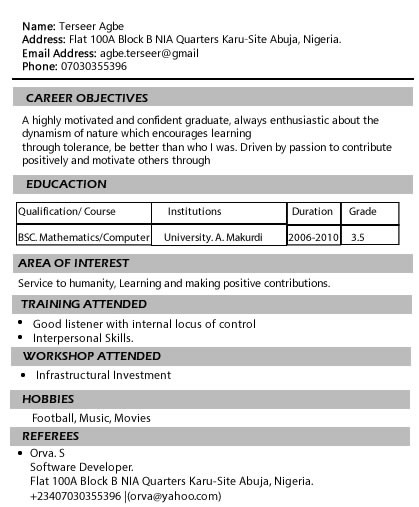 Name: Terseer Agbe
Address: Flat 100A Block B NIA Quarters Karu-Site Abuja, Nigeria.
Email Address: agbe.terseer@gmail
Phone: 07030355396
CAREER OBJECTIVES
A highly motivated and confident graduate, always enthusiastic about the
dynamism of nature which encourages learning
through tolerance, be better than who I was. Driven by passion to contribute
positively and motivate others through
EDUCACTION
Qualification/ Course Institutions Duration Grade
BSC. Mathematics/Computer University. A. Makurdi 2006-2010 3.5
AREA OF INTEREST
Service to humanity, Learning and making positive contributions.
TRAINING ATTENDED
• Good listener with internal locus of control
• Interpersonal Skills.
WORKSHOP ATTENDED
• Infrastructural Investment
HOBBIES
Football, Music, Movies
REFEREES
• Orva. S
Software Developer.
Flat 100A Block B NIA Quarters Karu-Site Abuja, Nigeria.
+23407030355396 |(orva@yahoo.com)